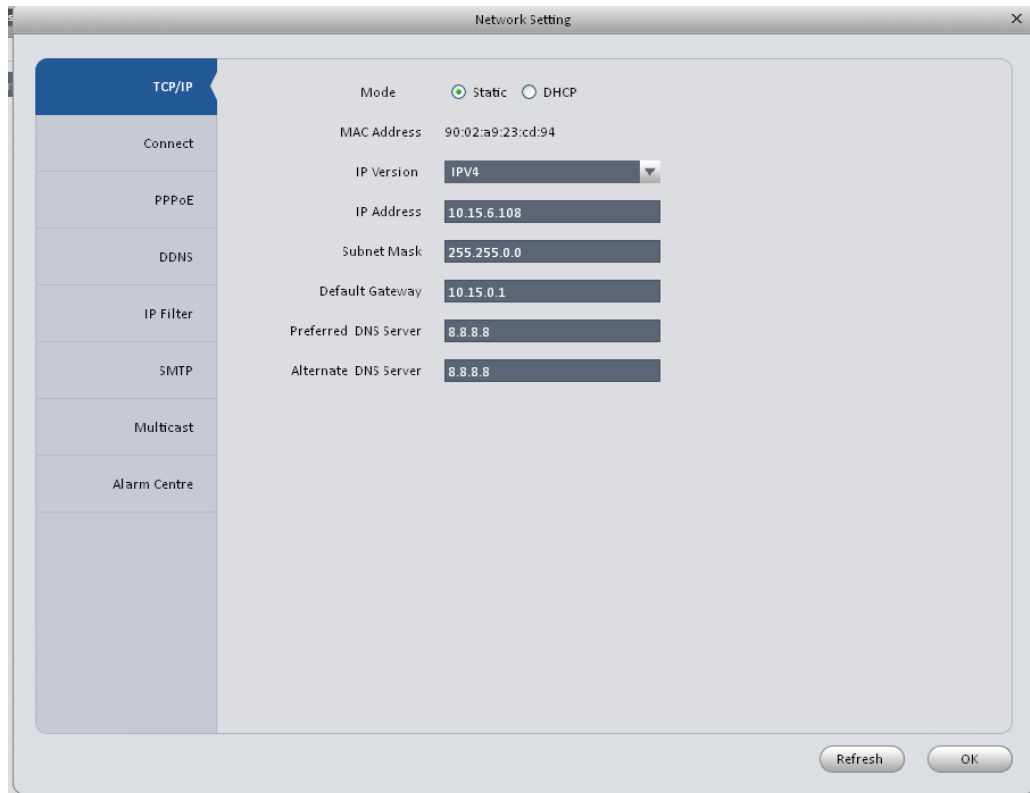 Network Setting
TCP/IP
Connect
PPPoE
DDNS
IP Filter
SMTP
Multicast
Alarm Centre
Mode Static DHCP
MAC Address 90:02:a9:23:cd:94
IP Version IPV4
IP Address 10.15.6.108
Subnet Mask 255.255.0.0
Default Gateway 10.15.0.1
Preferred DNS Server 8.8.8.8
Alternate DNS Server 8.8.8.8
Refresh OK